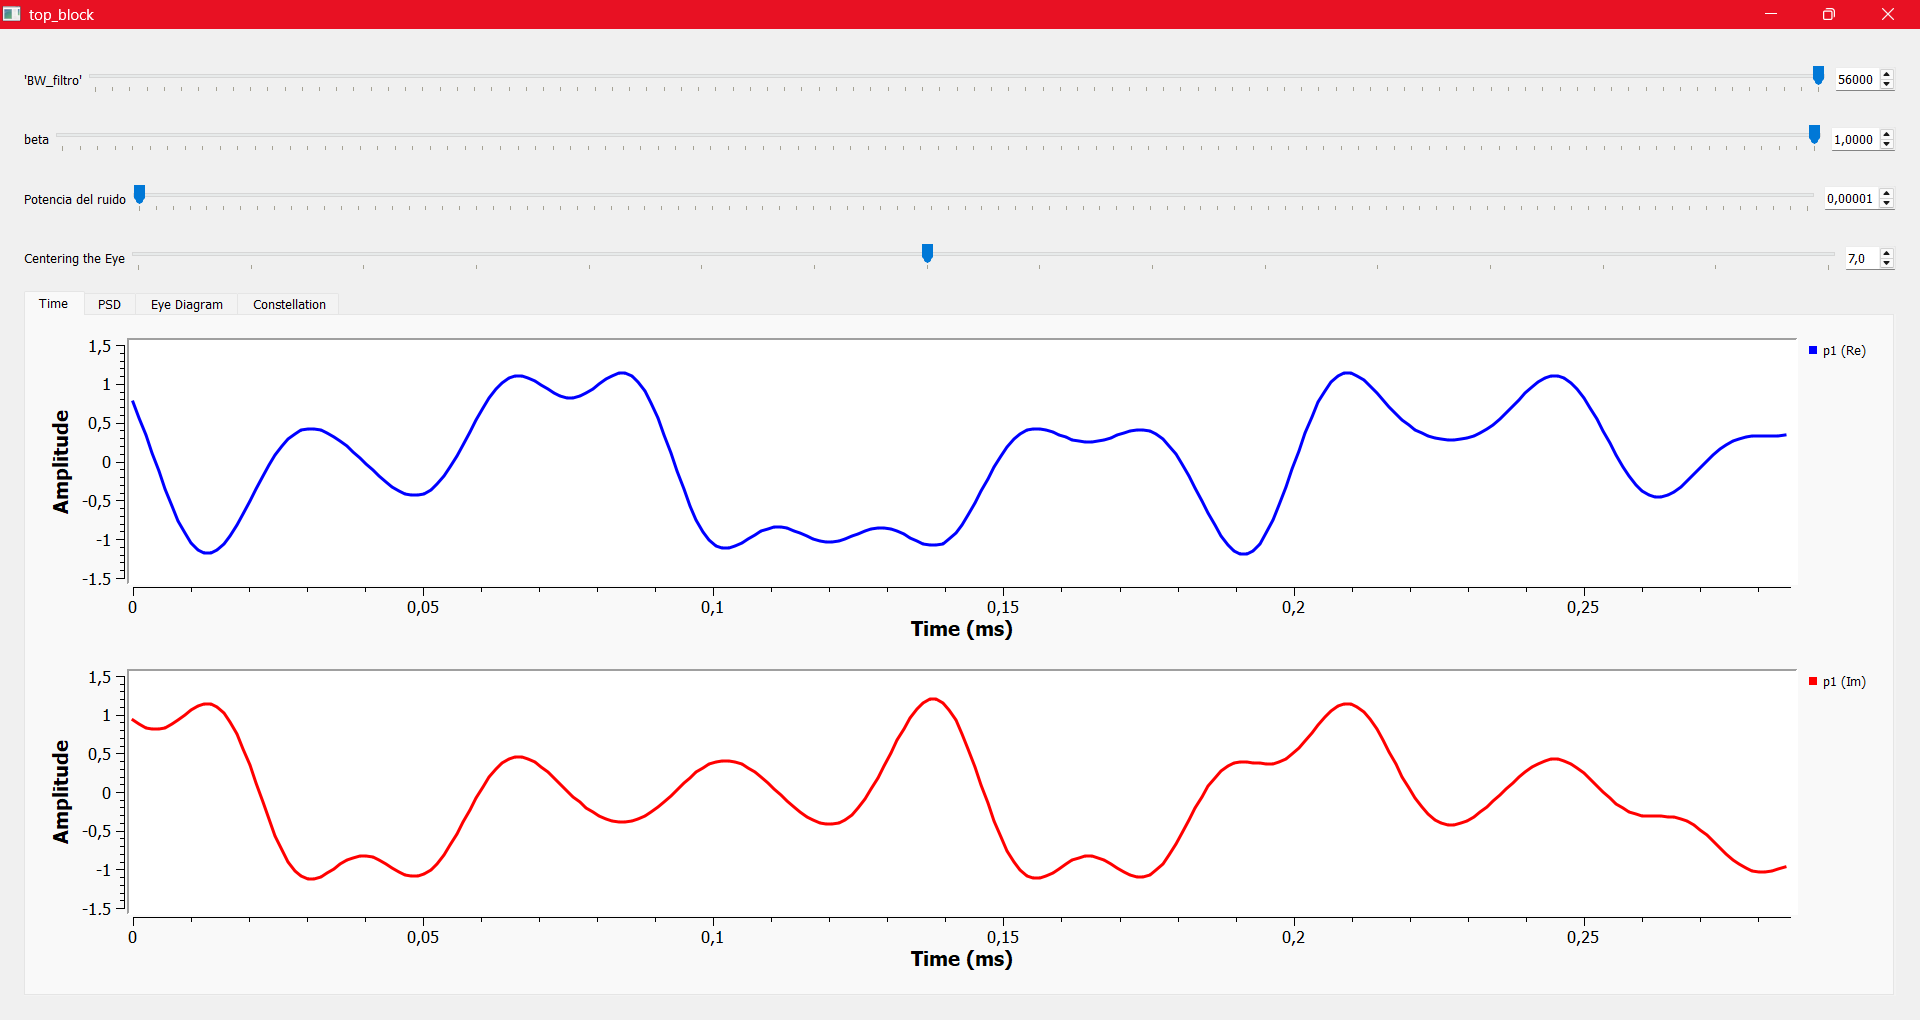 top_block
'BW_filtro' 56000
beta 1,0000
Potencia del ruido 0,00001
Centering the Eye 7,0
Time PSD Eye Diagram Constellation
1,5
1
0,5
0
-0,5
-1
-1.5
Amplitude
p1 (Re)
0 0,05 0,1 0,15 0,2 0,25
Time (ms)
1,5
1
0,5
0
-0,5
-1
-1.5
Amplitude
p1 (Im)
0 0,05 0,1 0,15 0,2 0,25
Time (ms)